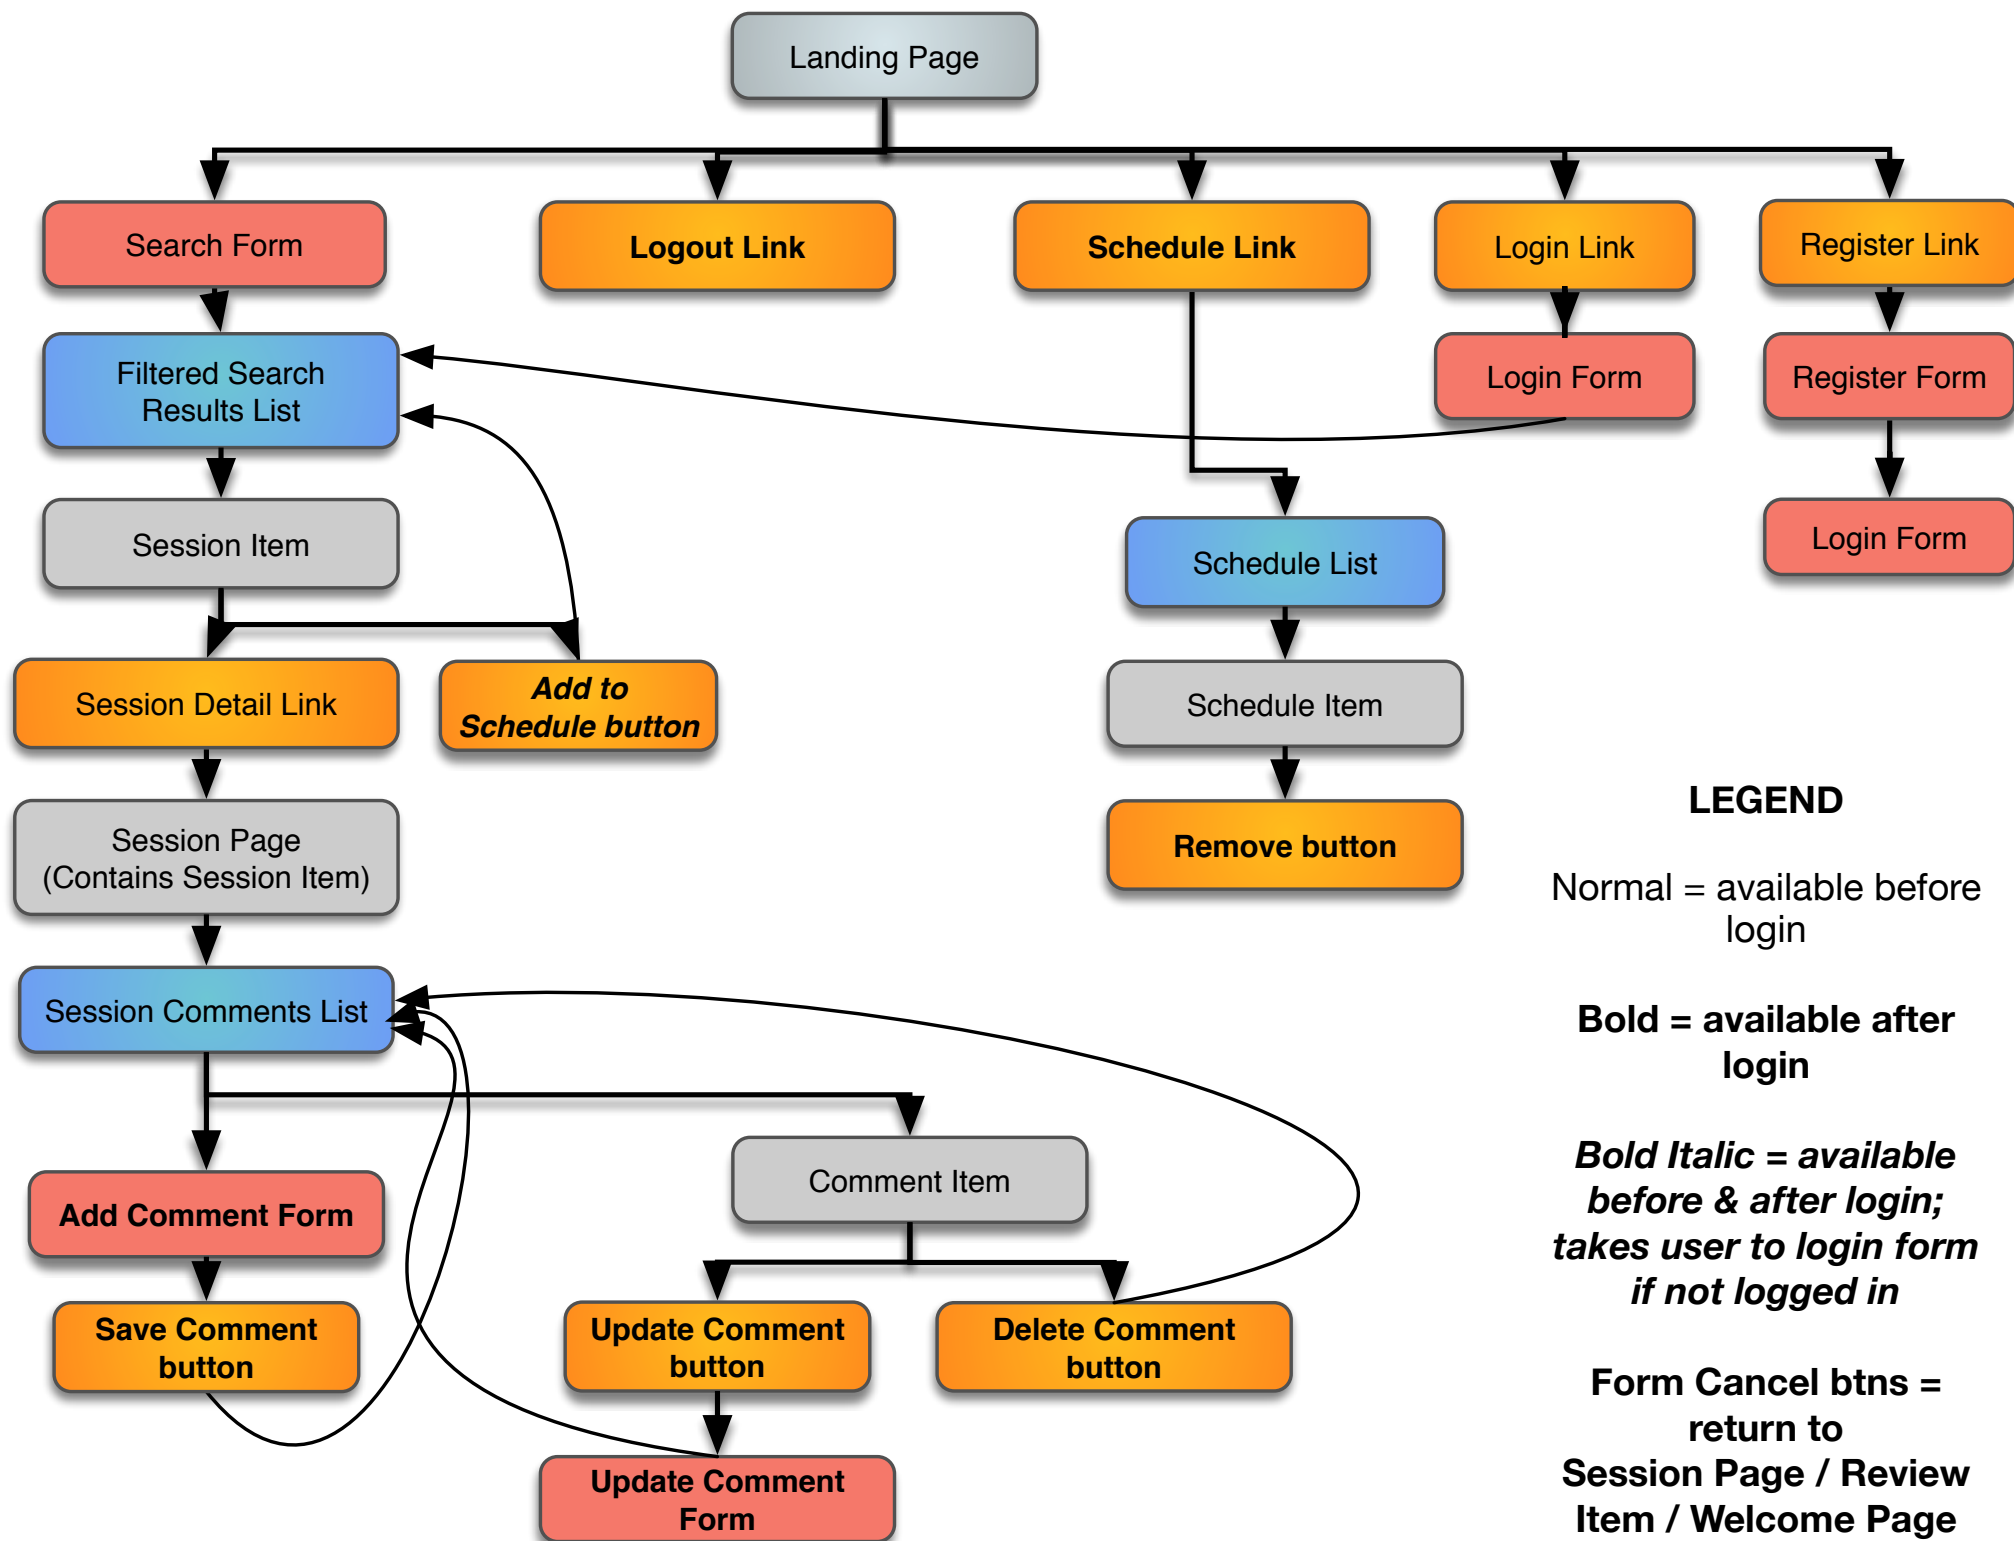 Landing Page
Search Form
Logout Link
Schedule Link
Login Link
Register Link
Filtered Search
Results List
Login Form
Register Form
Session Item
Schedule List
Login Form
Session Detail Link
Add to
Schedule button
Schedule Item
Session Page
(Contains Session Item)
Remove button
Session Comments List
Comment Item
Add Comment Form
Save Comment
button
Update Comment
button
Delete Comment
button
Update Comment
Form
LEGEND
Normal = available before
login
Bold = available after
login
Bold Italic = available
before & after login;
takes user to login form
if not logged in
Form Cancel btns =
return to
Session Page / Review
Item / Welcome Page